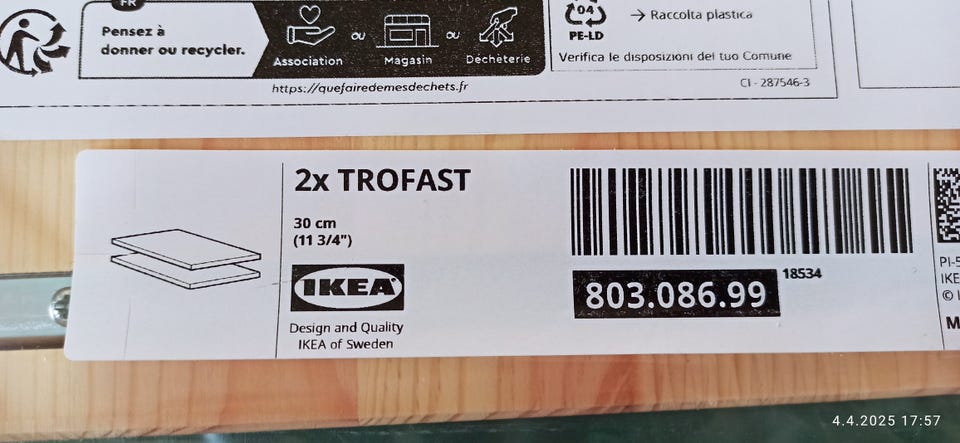 FR
Pensez à
donner ou recycler.
ou
ou
Association
Magasin
Déchèterie
https://quefairedemesdechets.fr
04
PE-LD
→ Raccolta plastica
Verifica le disposizioni del tuo Comune
CI - 287546-3
2x TROFAST
30 cm
(11 3/4")
IKEA
Design and Quality
IKEA of Sweden
18534
803.086.99
PI-
IKE
©
M
4.4.2025 17:57